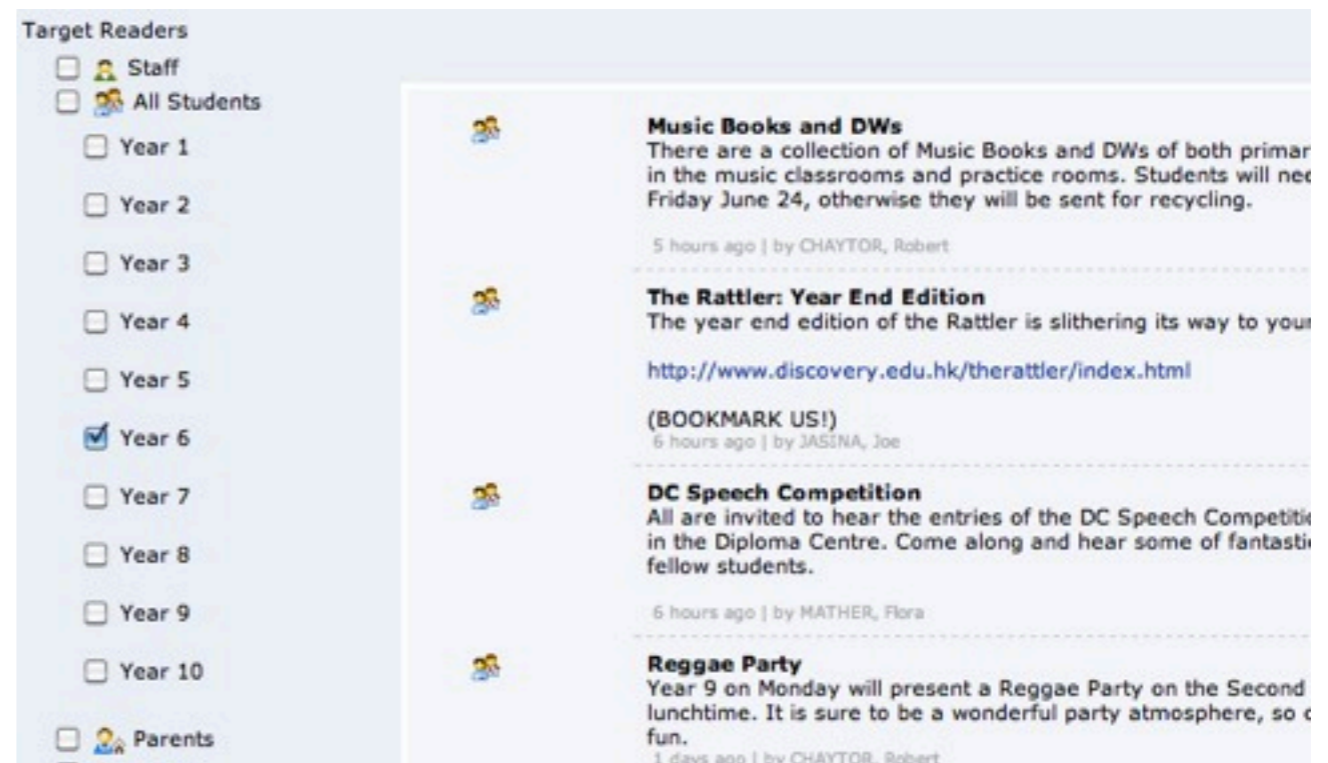 Target Readers
Staff
All Students
Year 1
Year 2
Year 3
Year 4
Year 5
Year 6
Year 7
Year 8
Year 9
Year 10
Parents
Music Books and DWs
There are a collection of Music Books and DWs of both primar
in the music classrooms and practice rooms. Students will nee
Friday June 24, otherwise they will be sent for recycling.
5 hours ago | by CHAYTOR, Robert
The Rattler: Year End Edition
The year end edition of the Rattler is slithering its way to your
http://www.discovery.edu.hk/therattler/index.html
(BOOKMARK US!)
6 hours ago | by JASINA, Joe
DC Speech Competition
All are invited to hear the entries of the DC Speech Competitio
in the Diploma Centre. Come along and hear some of fantasti
fellow students.
6 hours ago | by MATHER, Flora
Reggae Party
Year 9 on Monday will present a Reggae Party on the Second
lunchtime. It is sure to be a wonderful party atmosphere, so c
fun.
1 days ago | by CHAYTOR, Robert